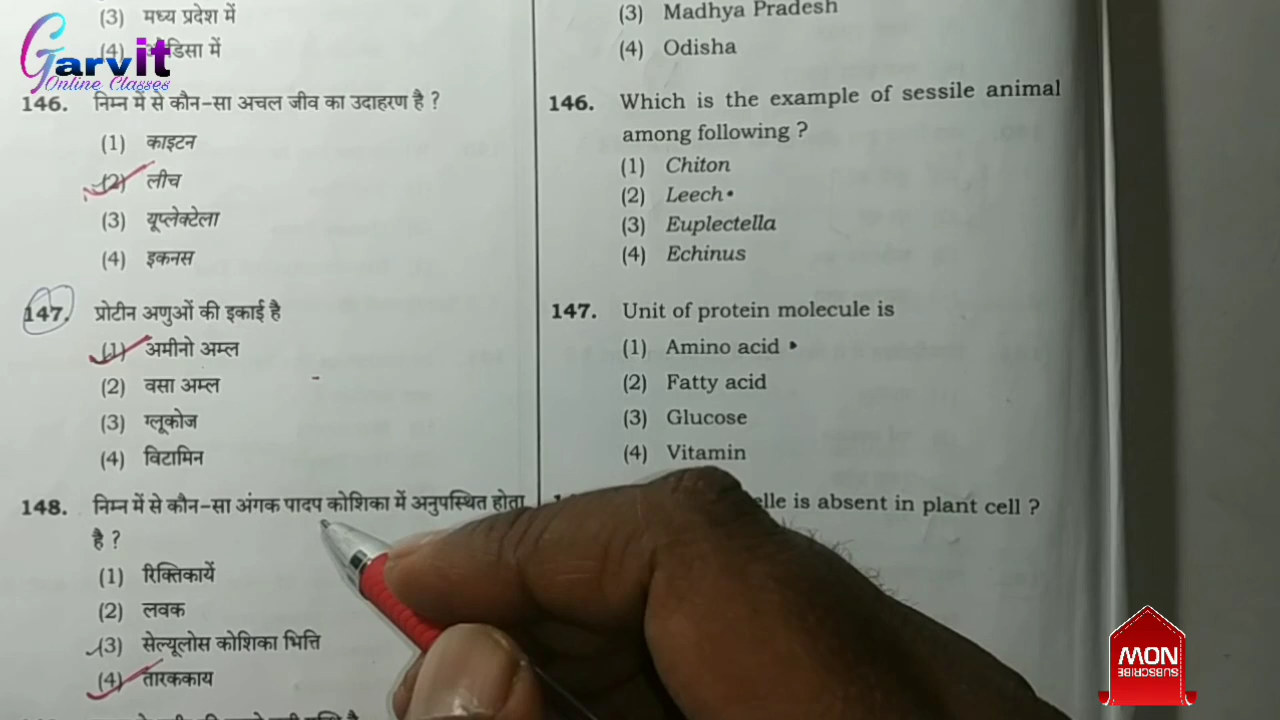 (3) मध्य प्रदेश में
(4) ओडिसा में
Garvit
Online Classes
146. निम्न में से कौन-सा अचल जीव का उदाहरण है ?
(1) काइटन
(2) लीच
(3) यूप्लेक्टेला
(4) इकनस
147. प्रोटीन अणुओं की इकाई है
(1) अमीनो अम्ल
(2) वसा अम्ल
(3) ग्लूकोज
(4) विटामिन
148. निम्न में से कौन-सा अंगक पादप कोशिका में अनुपस्थित होता
है ?
(1) रिक्तिकायें
(2) लवक
(3) सेल्यूलोस कोशिका भित्ति
(4) तारककाय
(3) Madhya Pradesh
(4) Odisha
146. Which is the example of sessile animal
among following ?
(1) Chiton
(2) Leech
(3) Euplectella
(4) Echinus
147. Unit of protein molecule is
(1) Amino acid
(2) Fatty acid
(3) Glucose
(4) Vitamin
is absent in plant cell ?
SUBSCRIBE
NOW